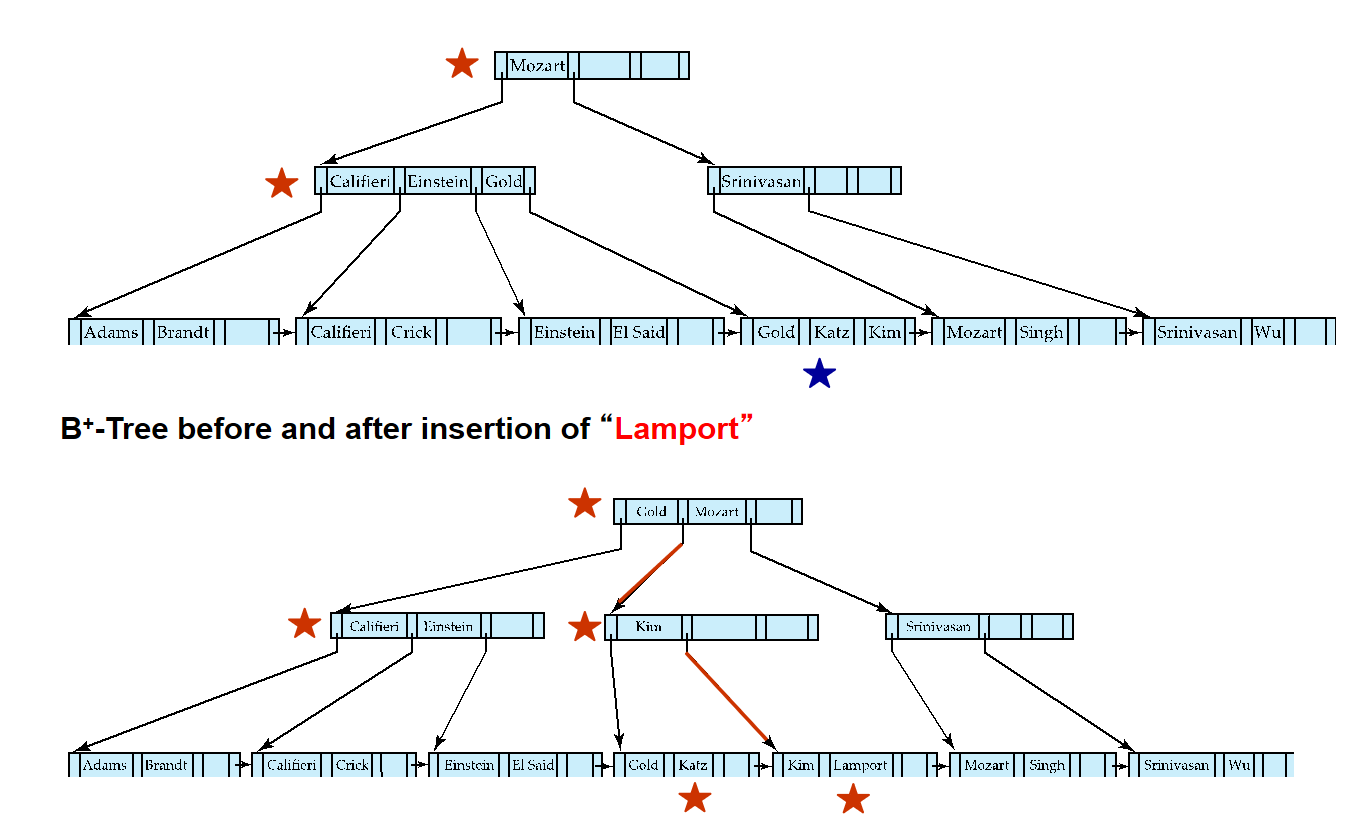 Mozart
Califieri Einstein Gold Srinivasan
Adams Brandt Califieri Crick Einstein El Said Gold Katz Kim Mozart Singh Srinivasan Wu
B+-Tree before and after insertion of “Lamport”
Gold Mozart
Califieri Einstein Kim Srinivasan
Adams Brandt Califieri Crick Einstein El Said Gold Katz Kim Lamport Mozart Singh Srinivasan Wu